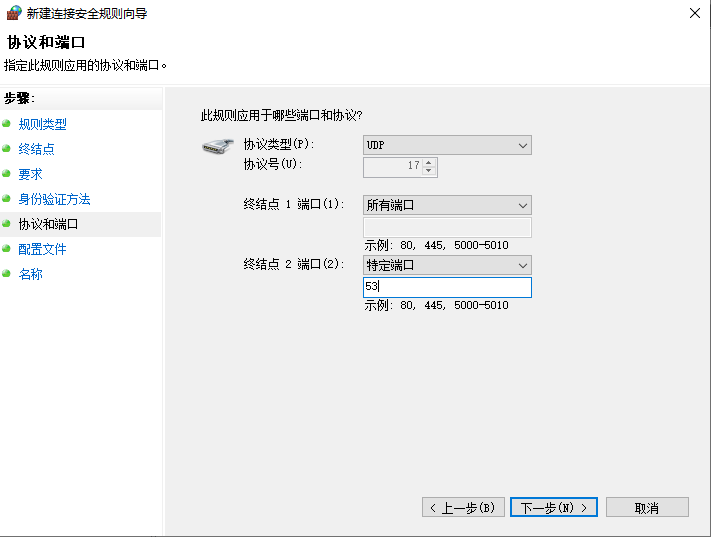 新建连接安全规则向导
协议和端口
指定此规则应用的协议和端口。
步骤:
规则类型
终结点
要求
身份验证方法
协议和端口
配置文件
名称
此规则应用于哪些端口和协议?
协议类型(P): UDP
协议号(U): 17
终结点 1 端口(1): 所有端口
示例: 80, 445, 5000-5010
终结点 2 端口(2): 特定端口
53
示例: 80, 445, 5000-5010
< 上一步(B) 下一步(N) > 取消